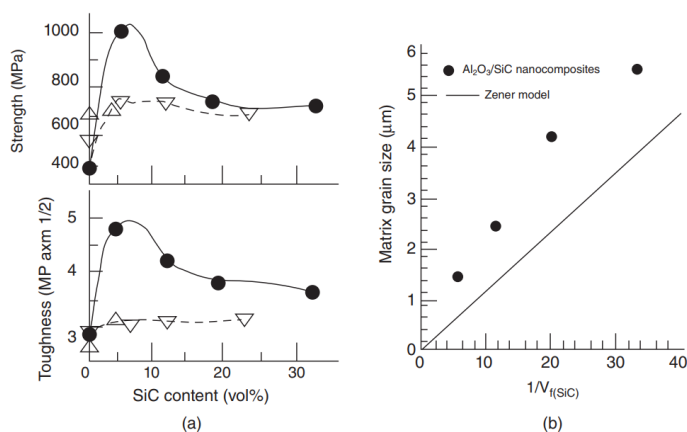 1000
800
600
400
Strength (MPa)
5
4
3
Toughness (MP axm 1/2)
0
10
20
30
SiC content (vol%)
(a)
6
5
4
3
2
1
0
Matrix grain size (μm)
Al₂O₃/SiC nanocomposites
Zener model
0
10
20
30
40
1/Vf(SiC)
(b)